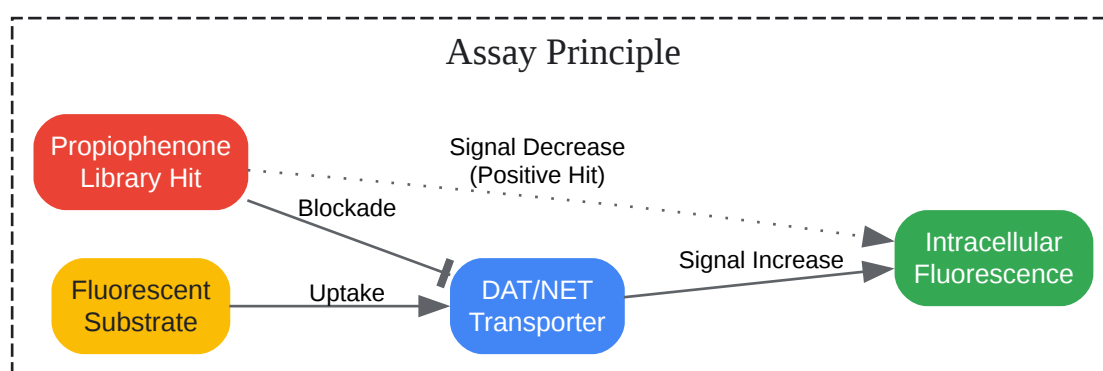 Assay Principle
Propiophenone
Library Hit
Signal Decrease
(Positive Hit)
Blockade
Intracellular
Fluorescence
Signal Increase
Fluorescent
Substrate
Uptake
DAT/NET
Transporter